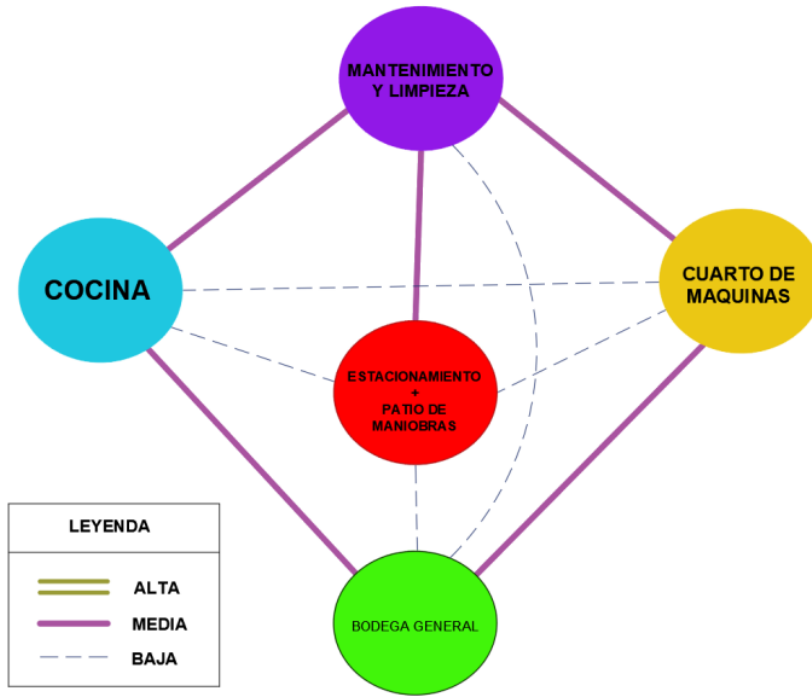 MANTENIMIENTO
Y LIMPIEZA
COCINA
CUARTO DE
MAQUINAS
ESTACIONAMIENTO
+
PATIO DE
MANIOBRAS
BODEGA GENERAL
LEYENDA
ALTA
MEDIA
BAJA